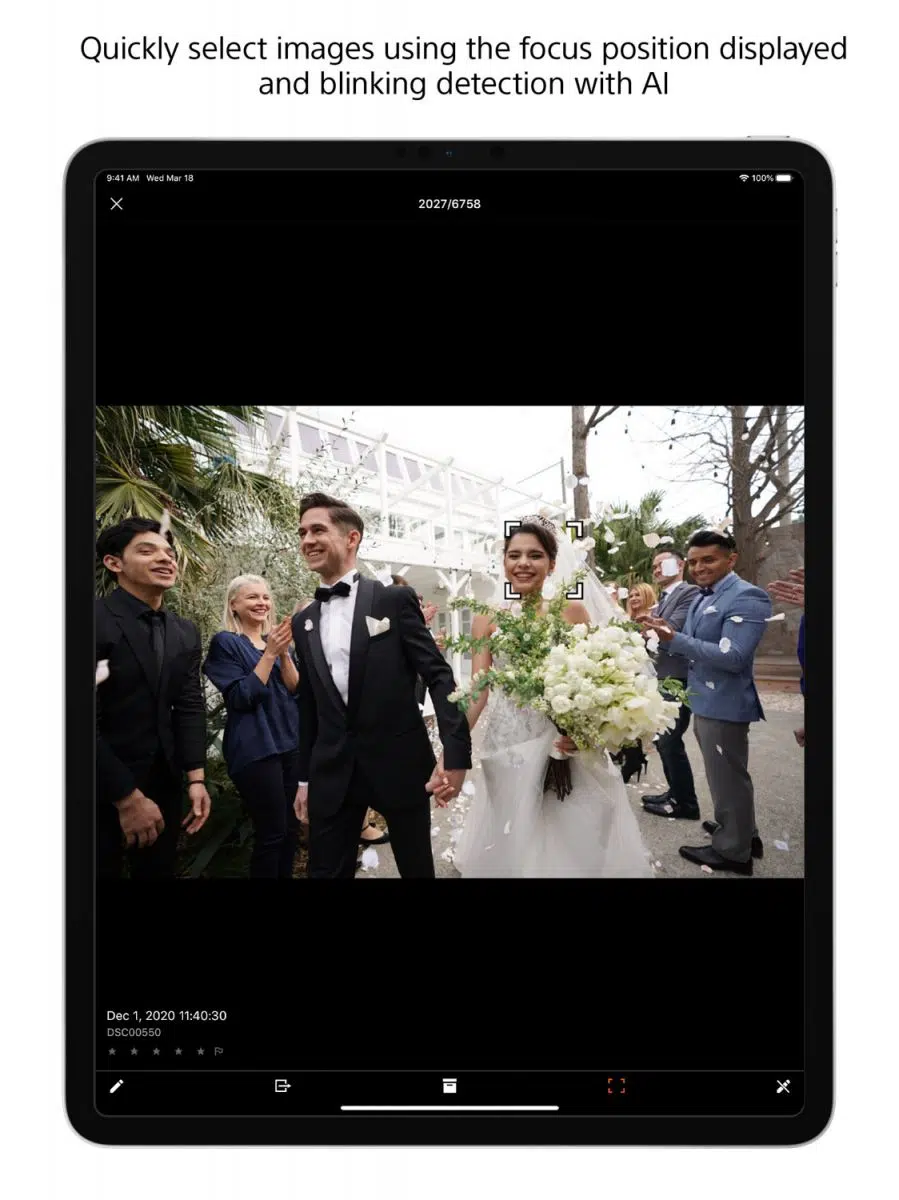 Quickly select images using the focus position displayed
and blinking detection with AI
9:41 AM Wed Mar 18
100%
2027/6758
Dec 1, 2020 11:40:30
DSC00550